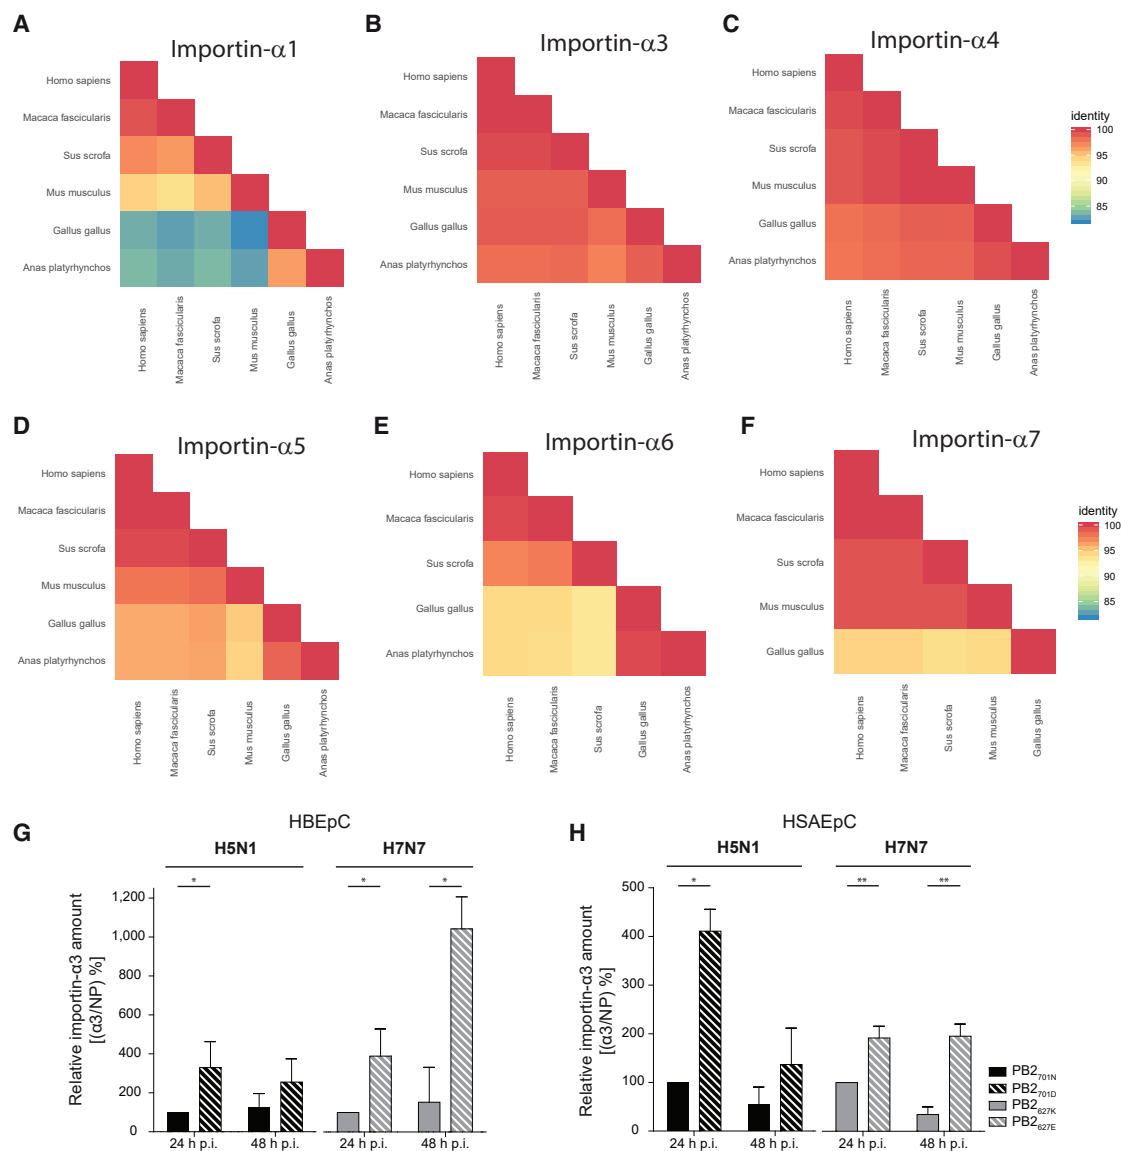 A
Importin-α1
Homo sapiens
Macaca fascicularis
Sus scrofa
Mus musculus
Gallus gallus
Anas platyrhynchos
Homo sapiens
Macaca fascicularis
Sus scrofa
Mus musculus
Gallus gallus
Anas platyrhynchos
B
Importin-α3
Homo sapiens
Macaca fascicularis
Sus scrofa
Mus musculus
Gallus gallus
Anas platyrhynchos
Homo sapiens
Macaca fascicularis
Sus scrofa
Mus musculus
Gallus gallus
Anas platyrhynchos
C
Importin-α4
Homo sapiens
Macaca fascicularis
Sus scrofa
Mus musculus
Gallus gallus
Anas platyrhynchos
Homo sapiens
Macaca fascicularis
Sus scrofa
Mus musculus
Gallus gallus
Anas platyrhynchos
identity
100
95
90
85
D
Importin-α5
Homo sapiens
Macaca fascicularis
Sus scrofa
Mus musculus
Gallus gallus
Anas platyrhynchos
Homo sapiens
Macaca fascicularis
Sus scrofa
Mus musculus
Gallus gallus
Anas platyrhynchos
E
Importin-α6
Homo sapiens
Macaca fascicularis
Sus scrofa
Gallus gallus
Anas platyrhynchos
Homo sapiens
Macaca fascicularis
Sus scrofa
Gallus gallus
Anas platyrhynchos
F
Importin-α7
Homo sapiens
Macaca fascicularis
Sus scrofa
Mus musculus
Gallus gallus
Homo sapiens
Macaca fascicularis
Sus scrofa
Mus musculus
Gallus gallus
identity
100
95
90
85
G
HBEpC
H5N1
H7N7
* * *
Relative importin-α3 amount
[(α3/NP) %]
1,200
1,000
800
600
400
200
100
0
24 h p.i.
48 h p.i.
24 h p.i.
48 h p.i.
H
HSAEpC
H5N1
H7N7
* ** **
Relative importin-α3 amount
[(α3/NP) %]
500
400
300
200
100
0
24 h p.i.
48 h p.i.
24 h p.i.
48 h p.i.
PB2701N
PB2701D
PB2627K
PB2627E